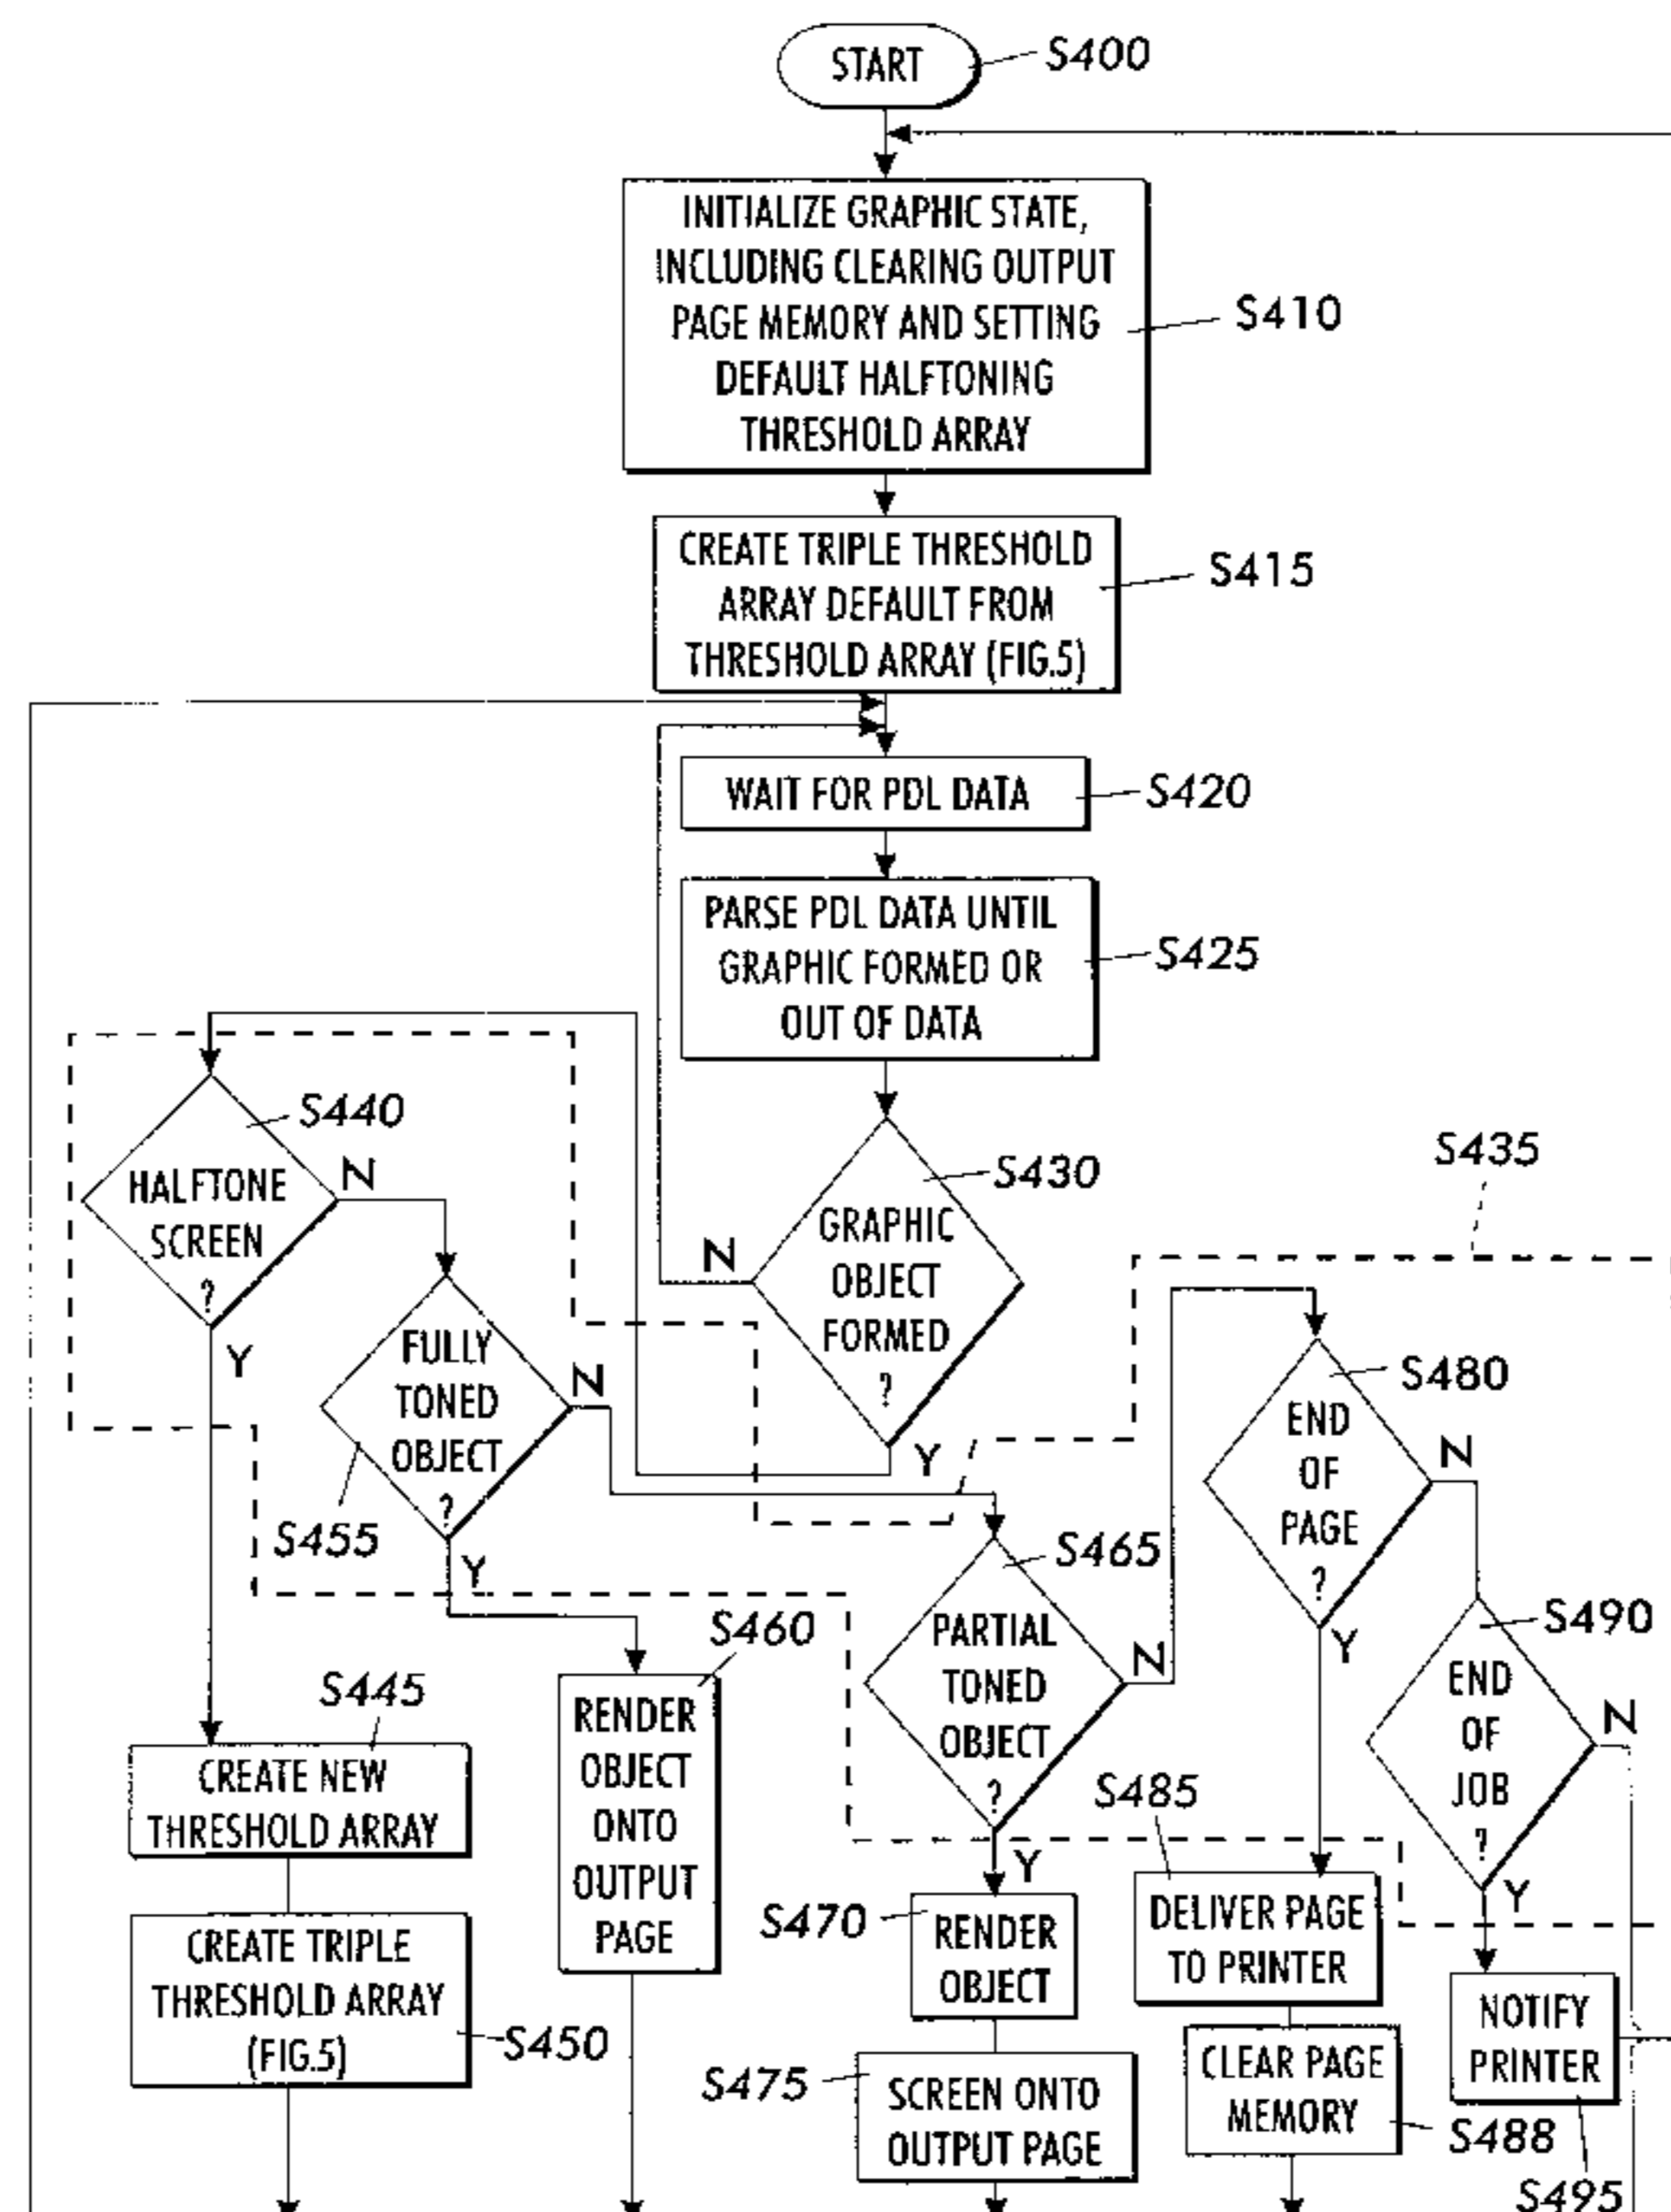 START
S400
INITIALIZE GRAPHIC STATE,
INCLUDING CLEARING OUTPUT
PAGE MEMORY AND SETTING
DEFAULT HALFTONING
THRESHOLD ARRAY
S410
CREATE TRIPLE THRESHOLD
ARRAY DEFAULT FROM
THRESHOLD ARRAY (FIG.5)
S415
WAIT FOR PDL DATA
S420
PARSE PDL DATA UNTIL
GRAPHIC FORMED OR
OUT OF DATA
S425
GRAPHIC
OBJECT
FORMED
?
S430
N
Y
S435
HALFTONE
SCREEN
?
S440
N
Y
FULLY
TONED
OBJECT
?
S455
N
Y
PARTIAL
TONED
OBJECT
?
S465
N
Y
END
OF
PAGE
?
S480
N
Y
END
OF
JOB
?
S490
N
Y
S445
CREATE NEW
THRESHOLD ARRAY
CREATE TRIPLE
THRESHOLD ARRAY
(FIG.5)
S450
S460
RENDER
OBJECT
ONTO
OUTPUT
PAGE
S470
RENDER
OBJECT
S475
SCREEN ONTO
OUTPUT PAGE
S485
DELIVER PAGE
TO PRINTER
CLEAR PAGE
MEMORY
S488
NOTIFY
PRINTER
S495